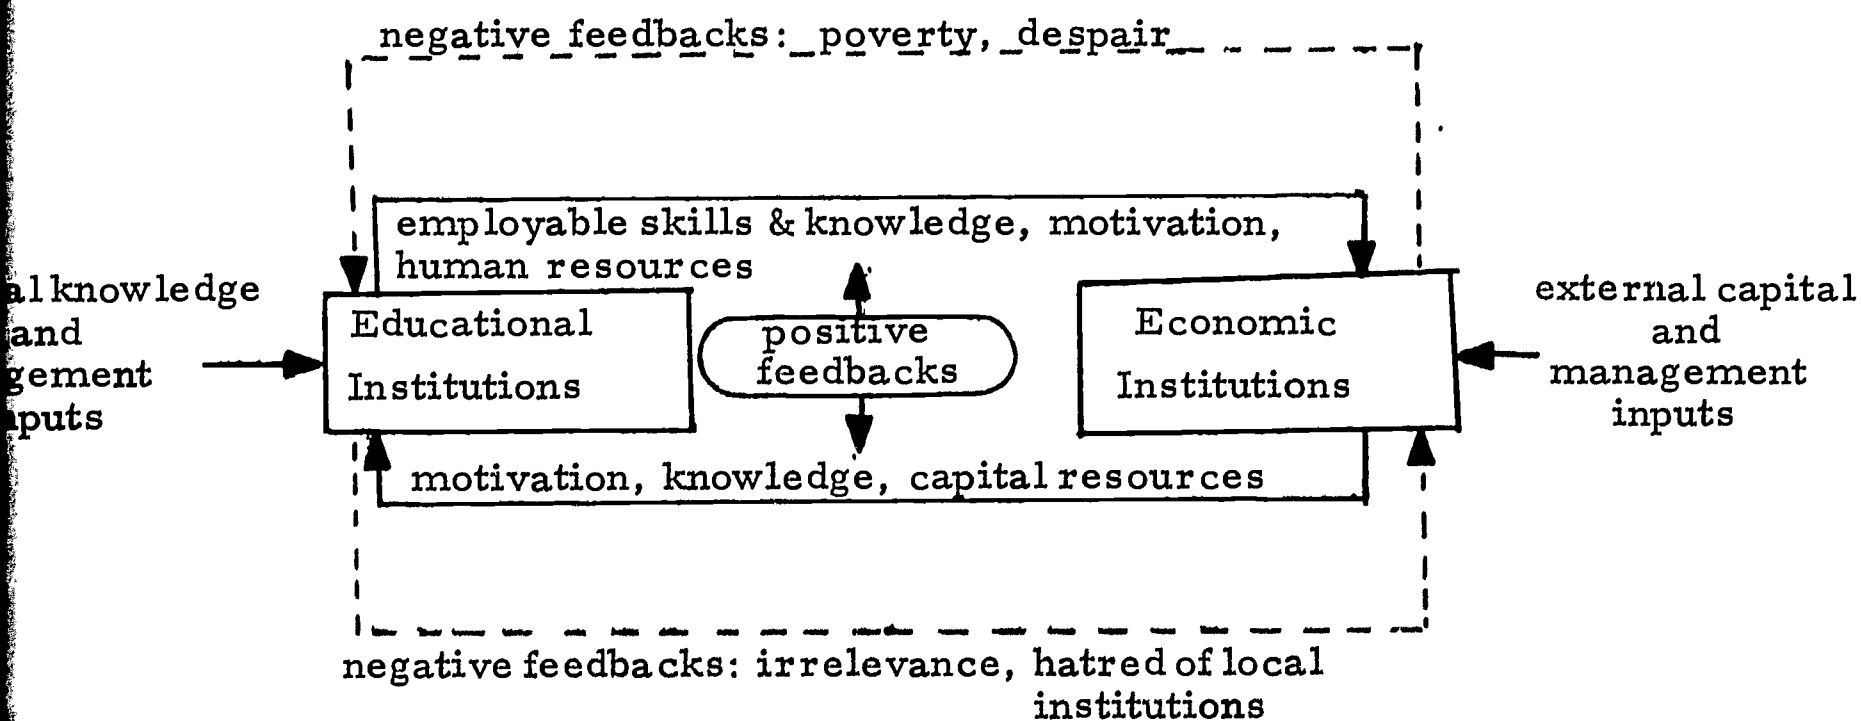 negative feedbacks: poverty, despair
employable skills & knowledge, motivation,
human resources
al knowledge
and
gement
puts
Educational
Institutions
positive
feedbacks
Economic
Institutions
external capital
and
management
inputs
motivation, knowledge, capital resources
negative feedbacks: irrelevance, hatred of local
institutions